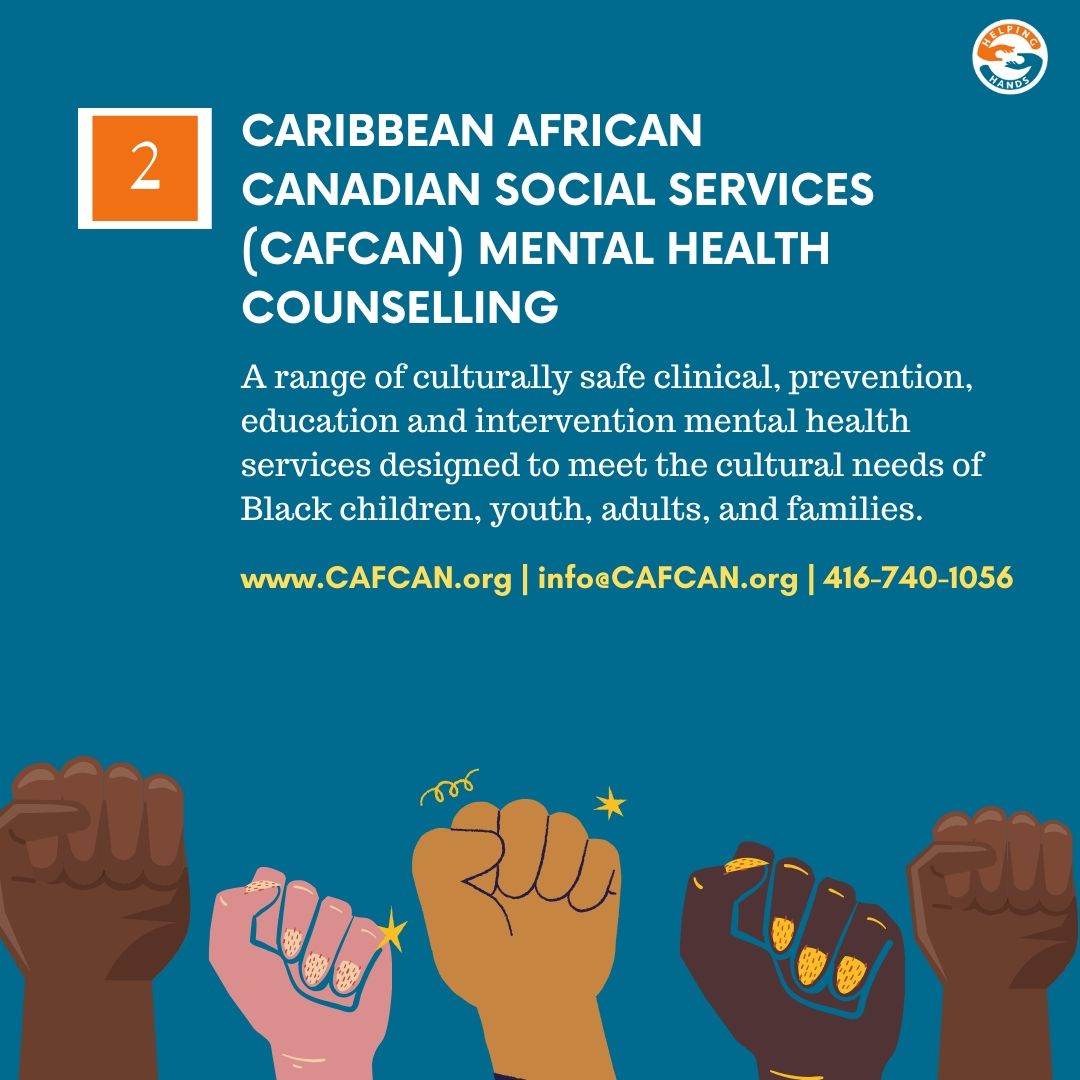 HELPING
HANDS
2
CARIBBEAN AFRICAN
CANADIAN SOCIAL SERVICES
(CAFCAN) MENTAL HEALTH
COUNSELLING
A range of culturally safe clinical, prevention,
education and intervention mental health
services designed to meet the cultural needs of
Black children, youth, adults, and families.
www.CAFCAN.org | info@CAFCAN.org | 416-740-1056